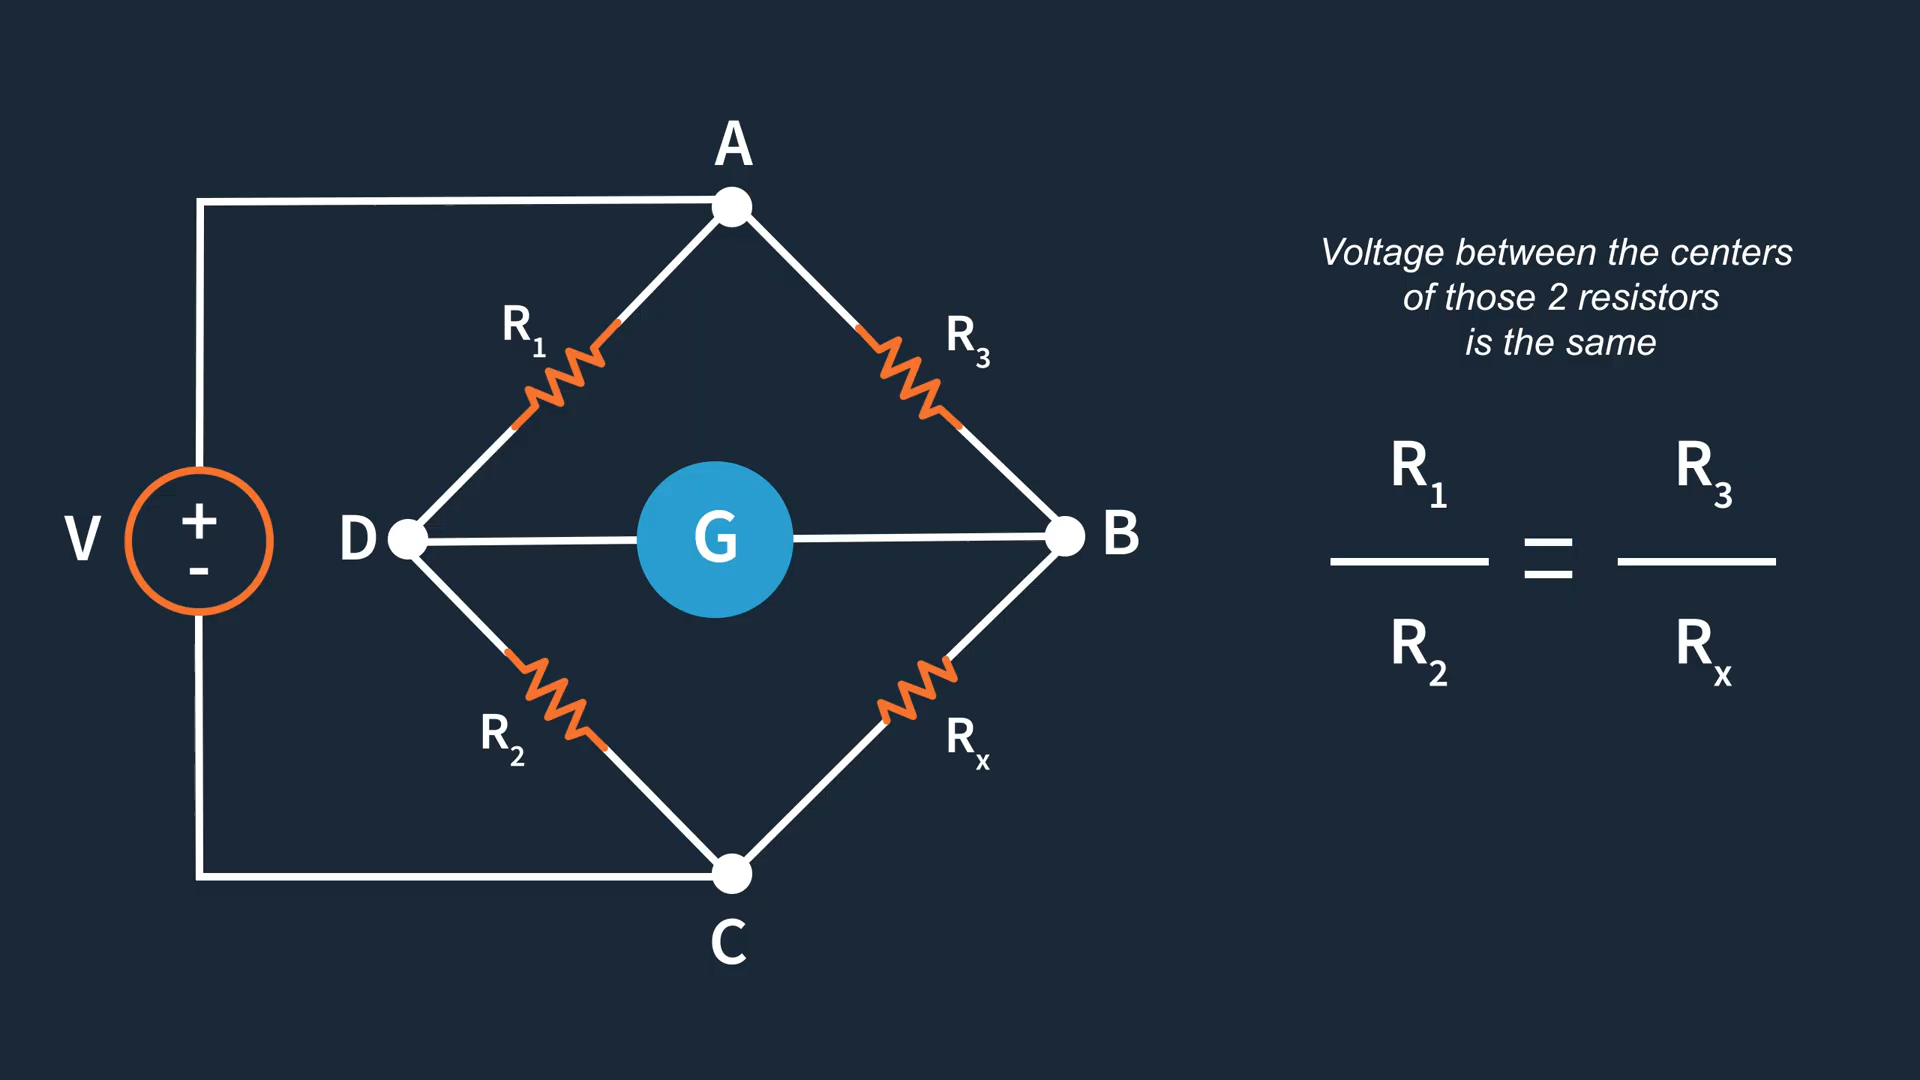 A
R1
R3
V
+
-
D
G
B
R2
Rx
C
Voltage between the centers
of those 2 resistors
is the same
R1 = R3
R2 Rx